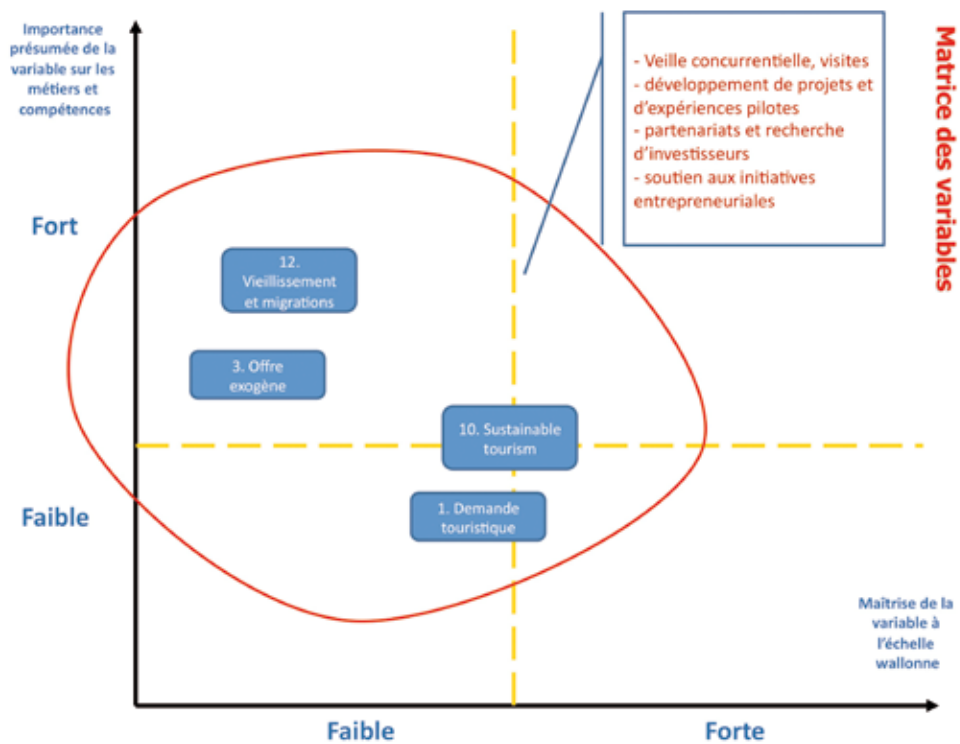 Importance
présumée de la
variable sur les
métiers et
compétences
- Veille concurrentielle, visites
- développement de projets et
d'expériences pilotes
- partenariats et recherche
d'investisseurs
- soutien aux initiatives
entrepreneuriales
Matrice des variables
Fort
12.
Vieillissement
et migrations
3. Offre
exogène
10. Sustainable
tourism
Faible
1. Demande
touristique
Maîtrise de la
variable à
l'échelle
wallonne
Faible
Forte